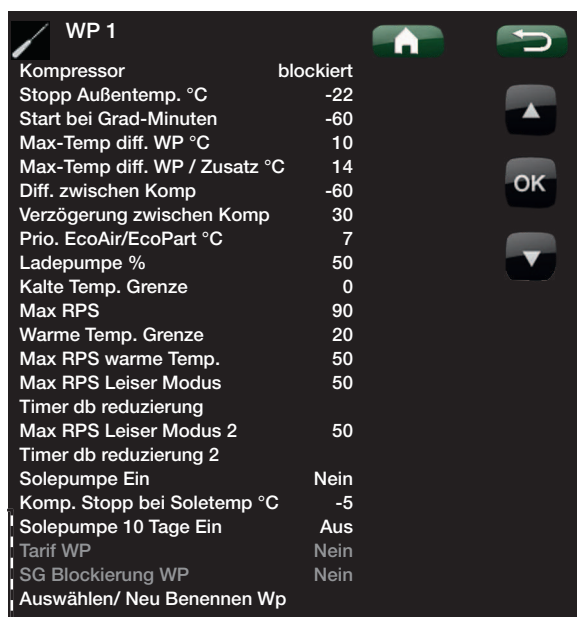 WP 1
Kompressor blockiert
Stopp Außentemp. °C -22
Start bei Grad-Minuten -60
Max-Temp diff. WP °C 10
Max-Temp diff. WP / Zusatz °C 14
Diff. zwischen Komp -60
Verzögerung zwischen Komp 30
Prio. EcoAir/EcoPart °C 7
Ladepumpe % 50
Kalte Temp. Grenze 0
Max RPS 90
Warme Temp. Grenze 20
Max RPS warme Temp. 50
Max RPS Leiser Modus 50
Timer db reduzierung
Max RPS Leiser Modus 2 50
Timer db reduzierung 2
Solepumpe Ein Nein
Komp. Stopp bei Soletemp °C -5
Solepumpe 10 Tage Ein Aus
Tarif WP Nein
SG Blockierung WP Nein
Auswählen/ Neu Benennen Wp
OK